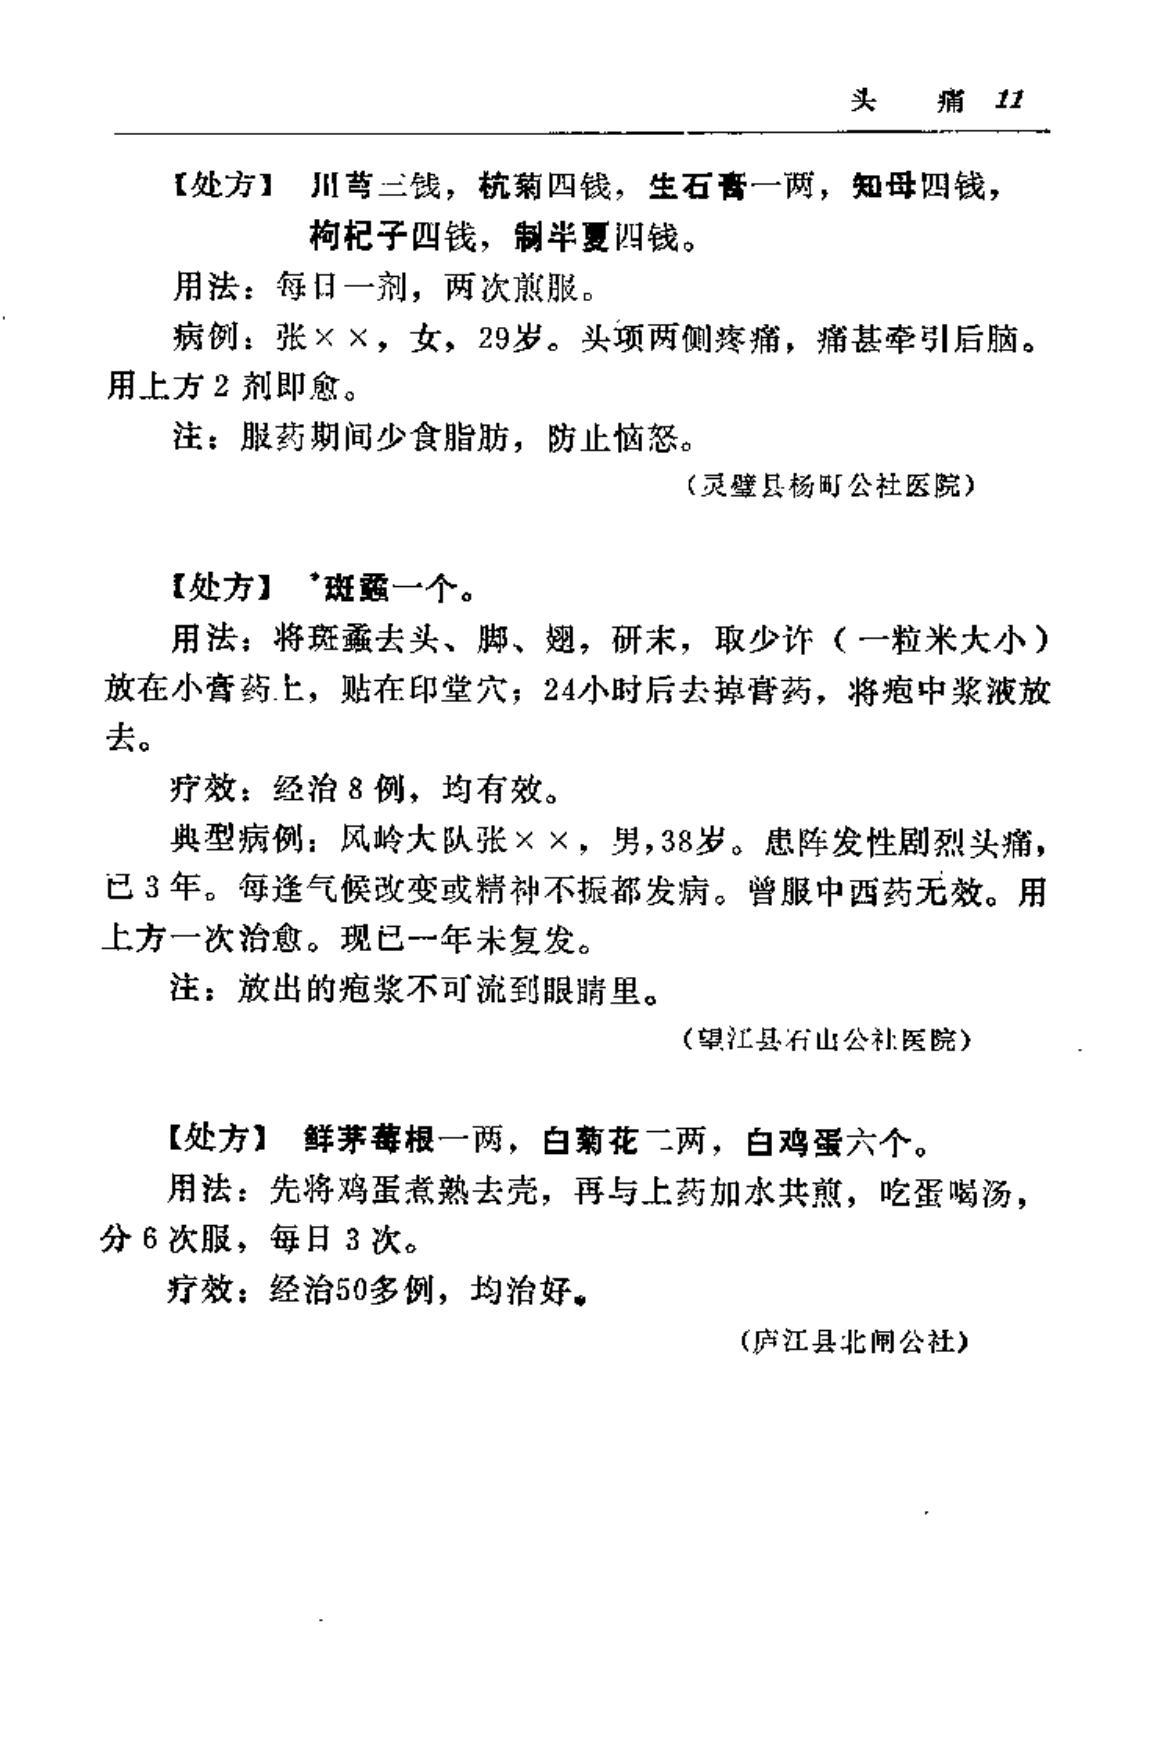 头 痛 11
【处方】 川芎三钱，杭菊四钱，生石膏一两，知母四钱，
枸杞子四钱，制半夏四钱。
用法：每日一剂，两次煎服。
病例：张××，女，29岁。头项两侧疼痛，痛甚牵引后脑。
用上方2剂即愈。
注：服药期间少食脂肪，防止恼怒。
（灵璧县杨町公社医院）
【处方】 *斑蟊一个。
用法：将斑蟊去头、脚、翅，研末，取少许（一粒米大小）
放在小膏药上，贴在印堂穴；24小时后去掉膏药，将疱中浆液放
去。
疗效：经治8例，均有效。
典型病例：风岭大队张××，男，38岁。患阵发性剧烈头痛，
已3年。每逢气候改变或精神不振都发病。曾服中西药无效。用
上方一次治愈。现已一年未复发。
注：放出的疱浆不可流到眼睛里。
（望江县石山公社医院）
【处方】 鲜茅莓根一两，白菊花二两，白鸡蛋六个。
用法：先将鸡蛋煮熟去壳，再与上药加水共煎，吃蛋喝汤，
分6次服，每日3次。
疗效：经治50多例，均治好。
（庐江县北闸公社）